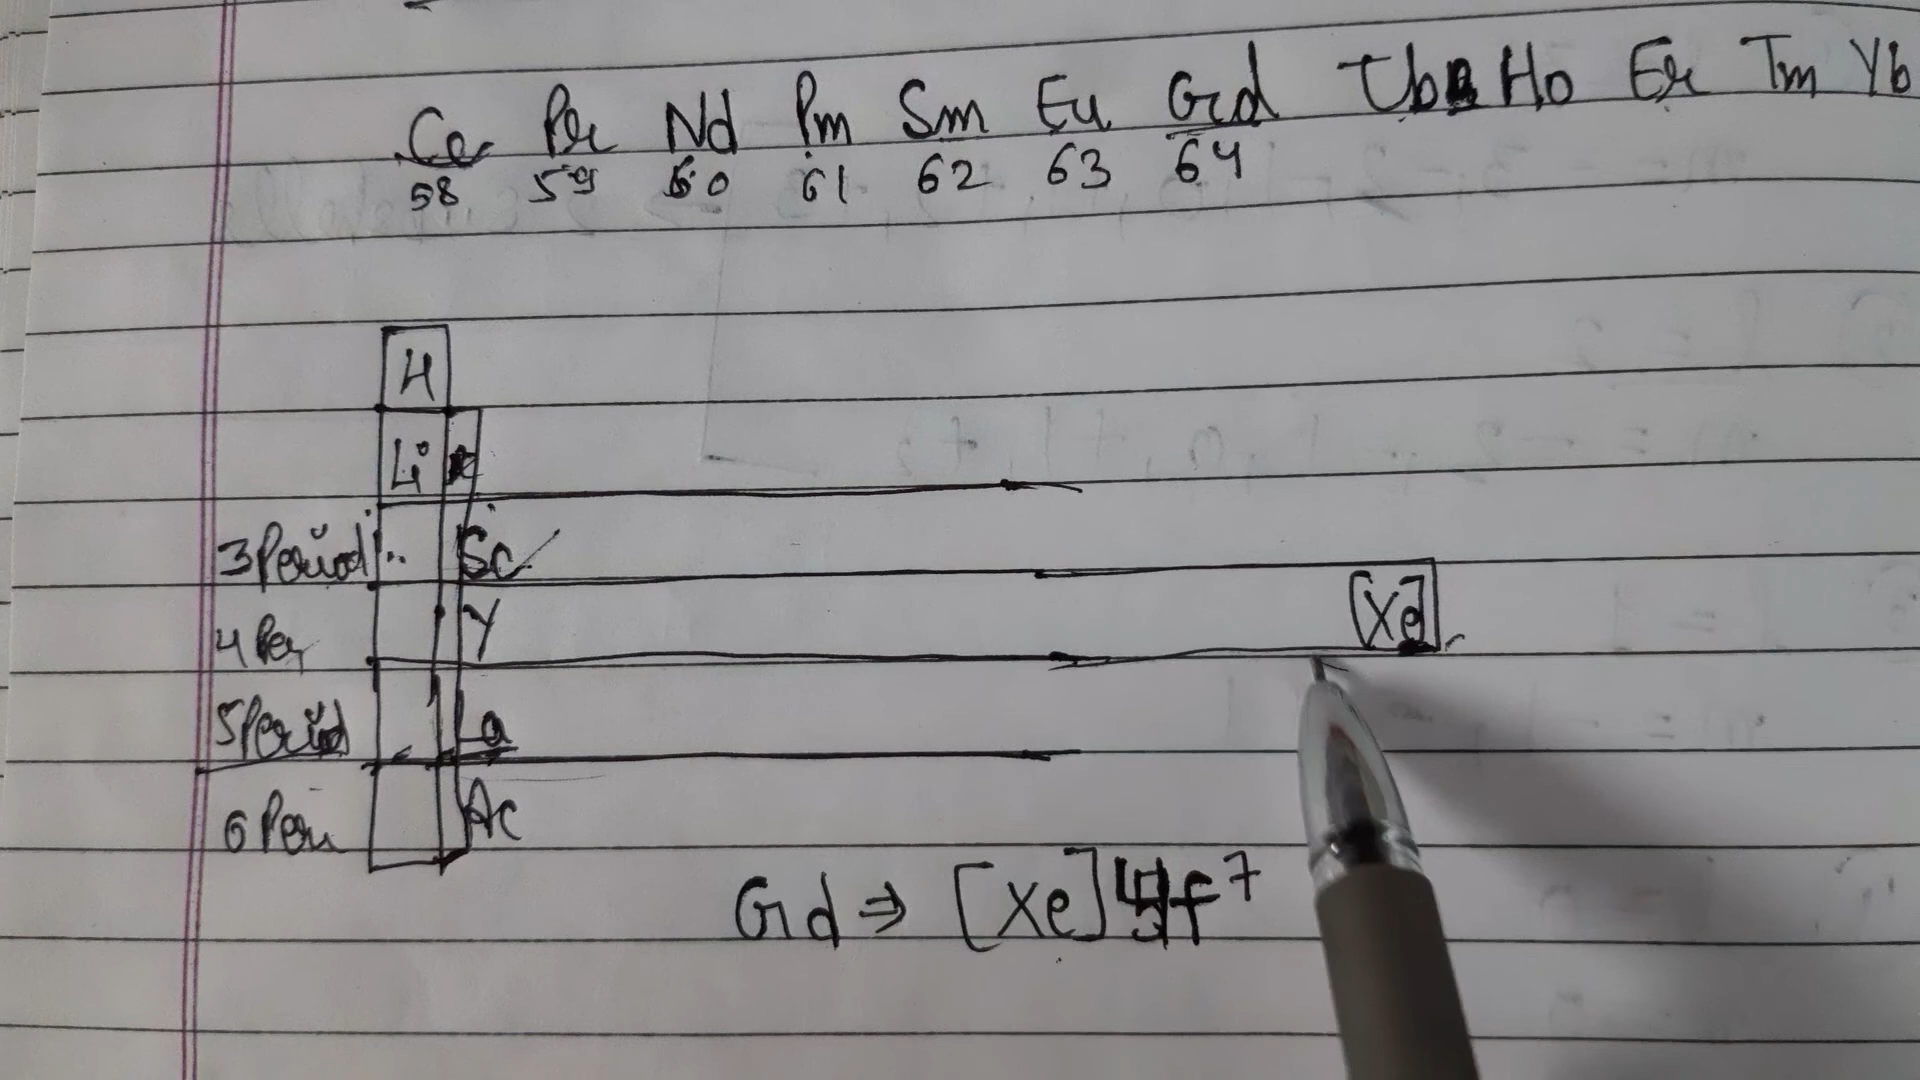 Ce Pr Nd Pm Sm Eu Gd Tb Ho Er Tm Yb
58 59 60 61 62 63 64
H
Li
3 Period Sc
4 Per Y [Xe]
5 Period La
6 Peri Ac
Gd ⇒ [Xe] 4f⁷